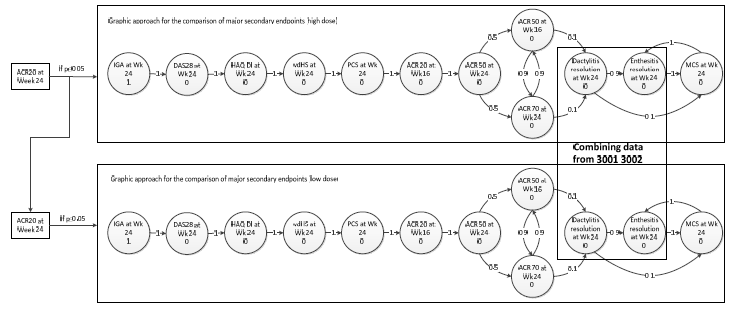 Graphic approach for the comparison of major secondary endpoints high dose)
ACR20 at
Week 24
if p≤0.05
IGA at Wk
24
1
1
DAS28 at
Wk 24
0
1
HAQ DI at
Wk 24
0
1
vdHS at
Wk 24
0
1
PCS at Wk
24
0
1
ACR20 at
Wk16
0
1
ACR50 at
Wk24
0
0.5
0.5
ACR50 at
Wk16
0
0.9
0.9
ACR70 at
Wk24
0
0.1
0.1
Dactylitis
resolution
at Wk 24
0
0.9
Enthesitis
resolution
at Wk 24
0
1
0.1
MCS at Wk
24
0
Combining data
from 3001 3002
Graphic approach for the comparison of major secondary endpoints low dose)
ACR20 at
Week 24
if p≤0.05
IGA at Wk
24
1
1
DAS28 at
Wk 24
0
1
HAQ DI at
Wk 24
0
1
vdHS at
Wk 24
0
1
PCS at Wk
24
0
1
ACR20 at
Wk16
0
1
ACR50 at
Wk24
0
0.5
0.5
ACR50 at
Wk16
0
0.9
0.9
ACR70 at
Wk24
0
0.1
0.1
Dactylitis
resolution
at Wk 24
0
0.9
Enthesitis
resolution
at Wk 24
0
1
0.1
MCS at Wk
24
0